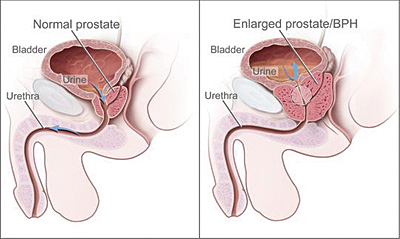 Normal prostate
Bladder
Urine
Urethra
Enlarged prostate/BPH
Bladder
Urine
Urethra